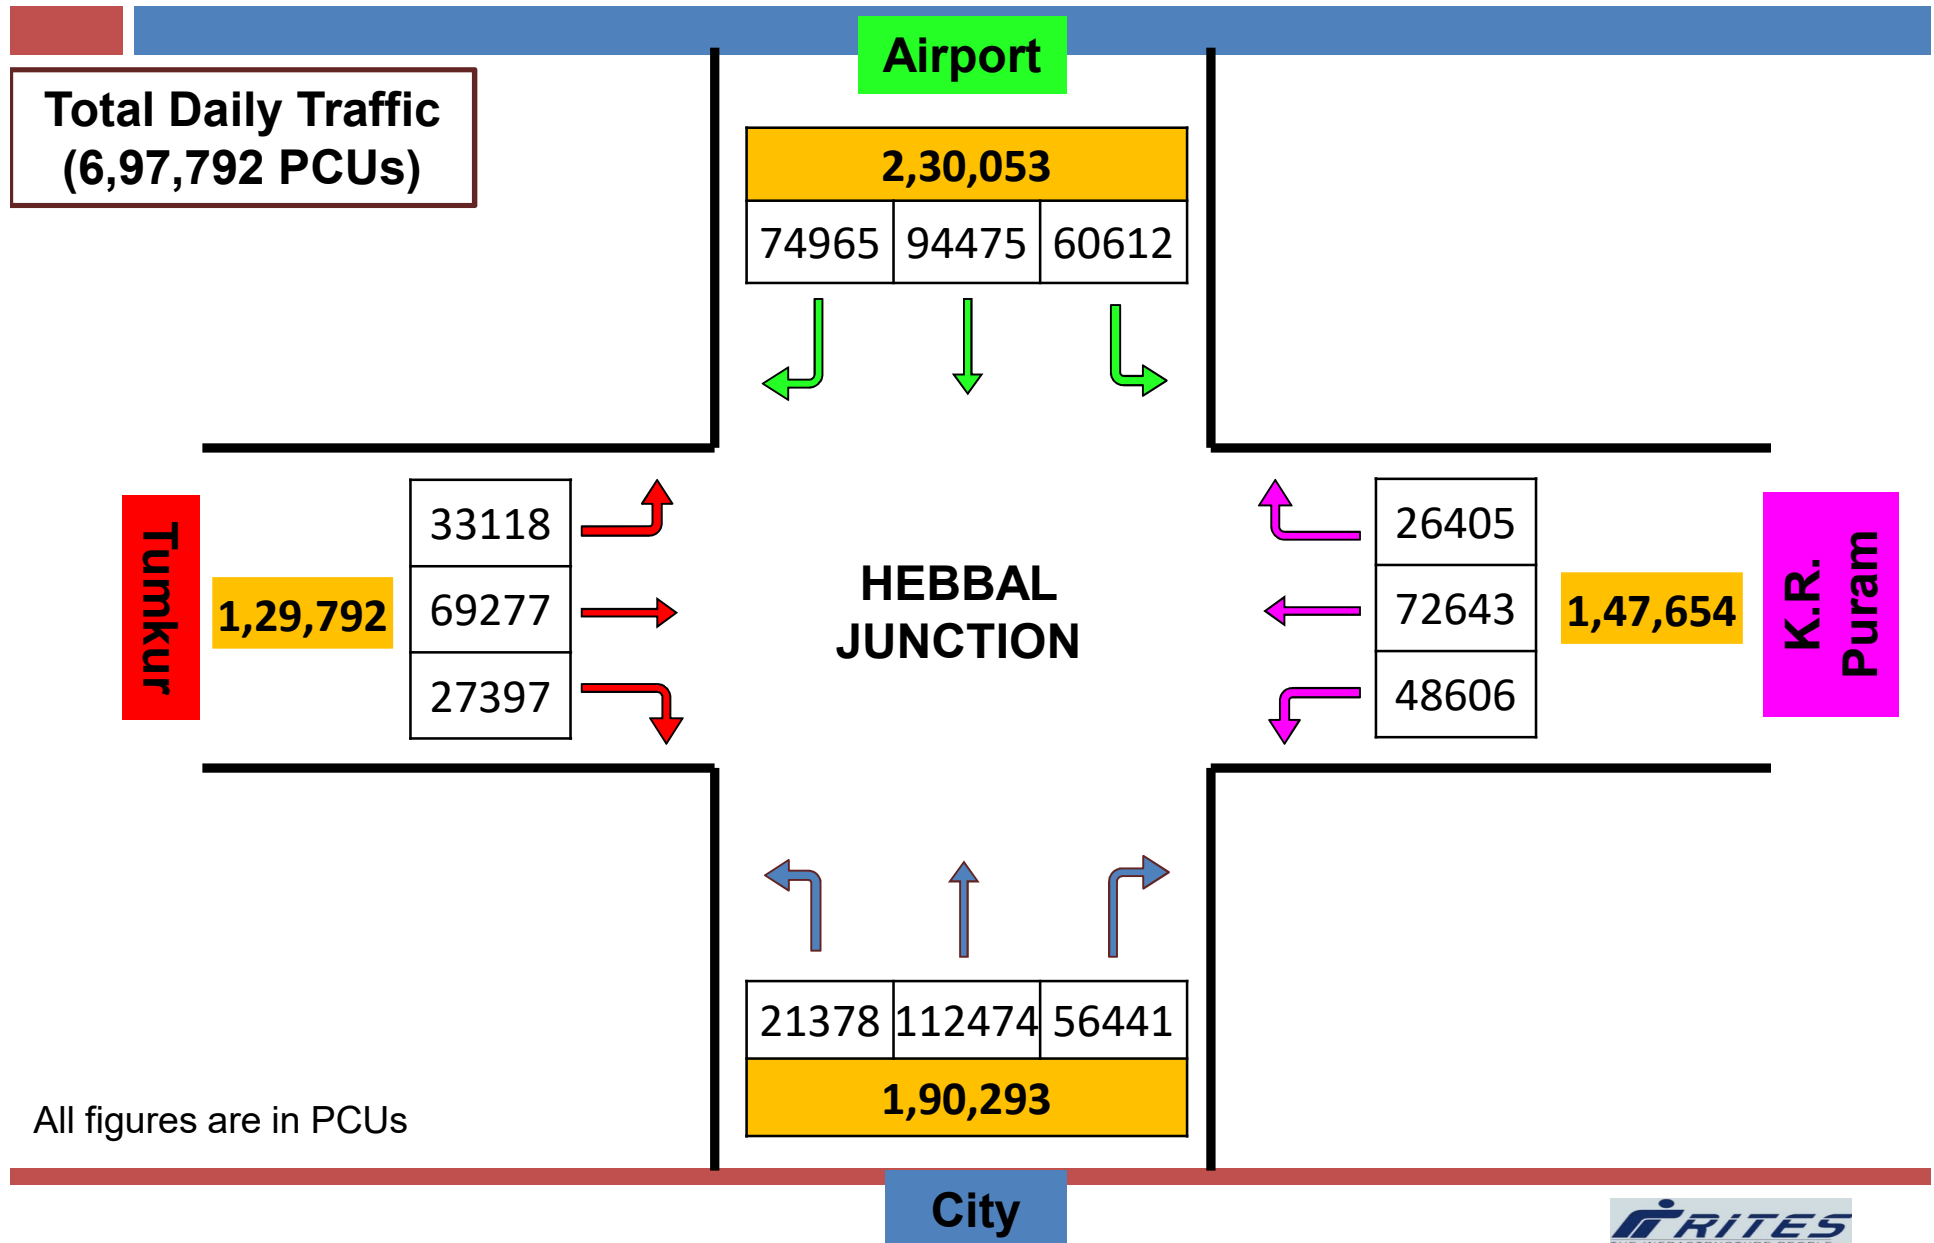 Airport
Total Daily Traffic
(6,97,792 PCUs)
2,30,053
74965 94475 60612
Tumkur
1,29,792
33118
69277
27397
HEBBAL
JUNCTION
26405
72643
48606
1,47,654
K.R.
Puram
21378 112474 56441
1,90,293
All figures are in PCUs
City
RITES